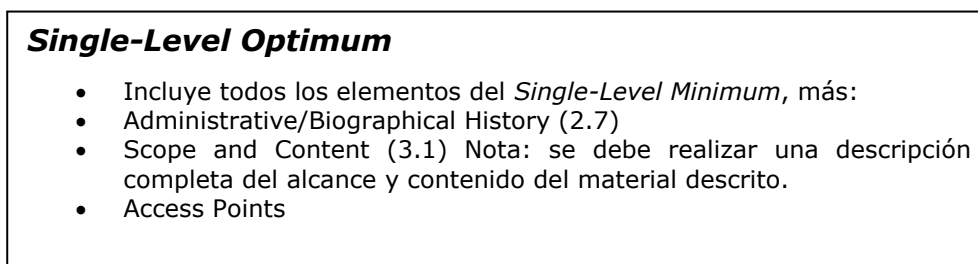 Single-Level Optimum
• Incluye todos los elementos del Single-Level Minimum, más:
• Administrative/Biographical History (2.7)
• Scope and Content (3.1) Nota: se debe realizar una descripción
completa del alcance y contenido del material descrito.
• Access Points